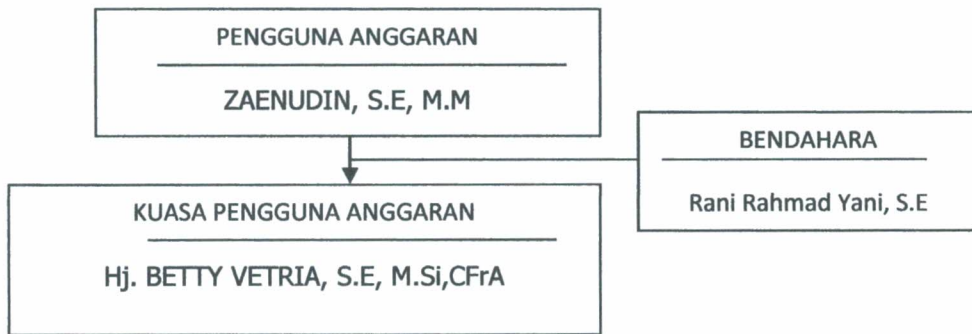 PENGGUNA ANGGARAN
ZAENUDIN, S.E, M.M
BENDAHARA
Rani Rahmad Yani, S.E
KUASA PENGGUNA ANGGARAN
Hj. BETTY VETRIA, S.E, M.Si,CFrA